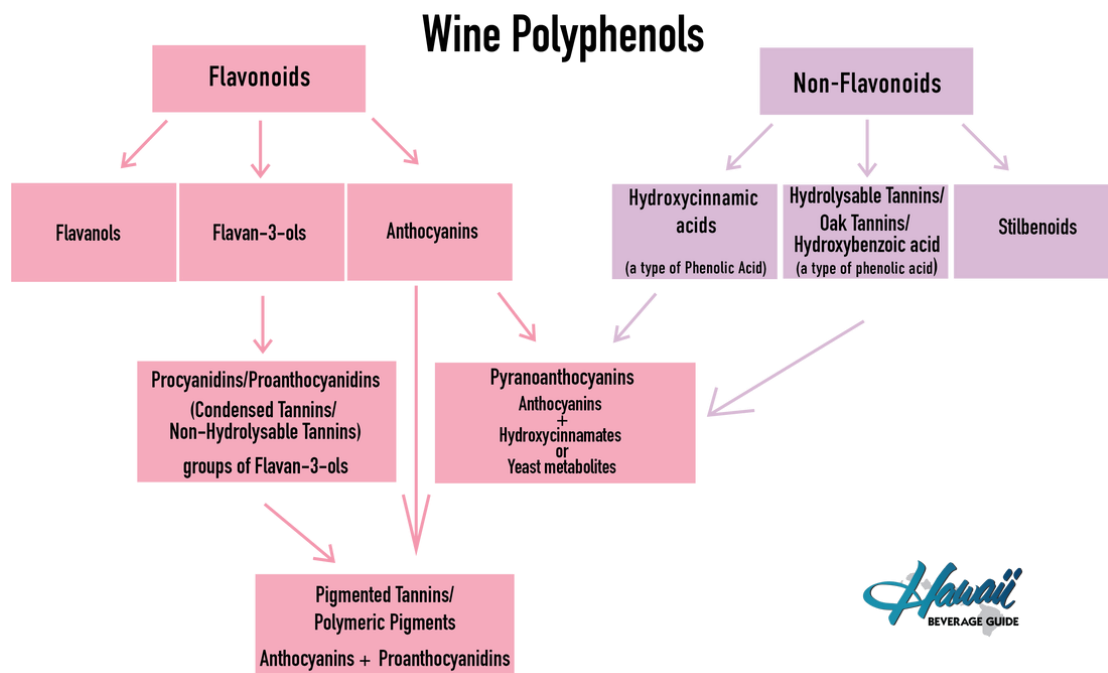 Wine Polyphenols
Flavonoids
Non-Flavonoids
Flavanols
Flavan-3-ols
Anthocyanins
Hydroxycinnamic
acids
(a type of Phenolic Acid)
Hydrolysable Tannins/
Oak Tannins/
Hydroxybenzoic acid
(a type of phenolic acid)
Stilbenoids
Procyanidins/Proanthocyanidins
(Condensed Tannins/
Non-Hydrolysable Tannins)
groups of Flavan-3-ols
Pyranoanthocyanins
Anthocyanins
+
Hydroxycinnamates
or
Yeast metabolites
Pigmented Tannins/
Polymeric Pigments
Anthocyanins + Proanthocyanidins
Hawaii
BEVERAGE GUIDE